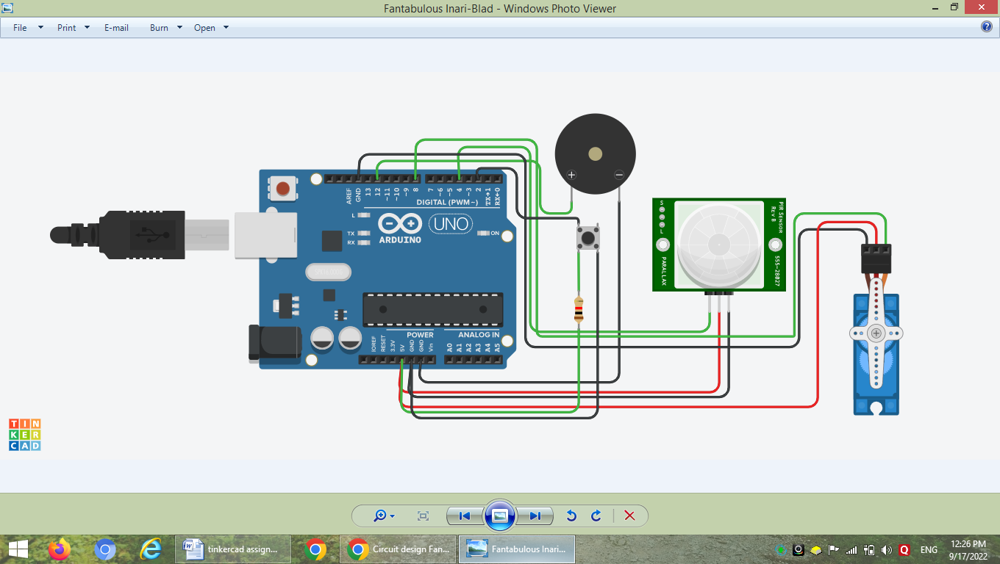 Fantabulous Inari-Blad - Windows Photo Viewer
File Print E-mail Burn Open
AREF
GND
13
12
~11
~10
~9
8
7
~6
~5
4
~3
2
TX→1
RX←0
DIGITAL (PWM~)
L
TX
RX
ARDUINO
UNO
ON
POWER
ANALOG IN
IOREF
RESET
3.3V
5V
GND
GND
Vin
A0
A1
A2
A3
A4
A5
S
L
PIR SENSOR
REV B
PARALLAX
555-28027
TIN
KER
CAD
tinkercad assign...
Circuit design Fan...
Fantabulous Inari...
ENG
12:26 PM
9/17/2022